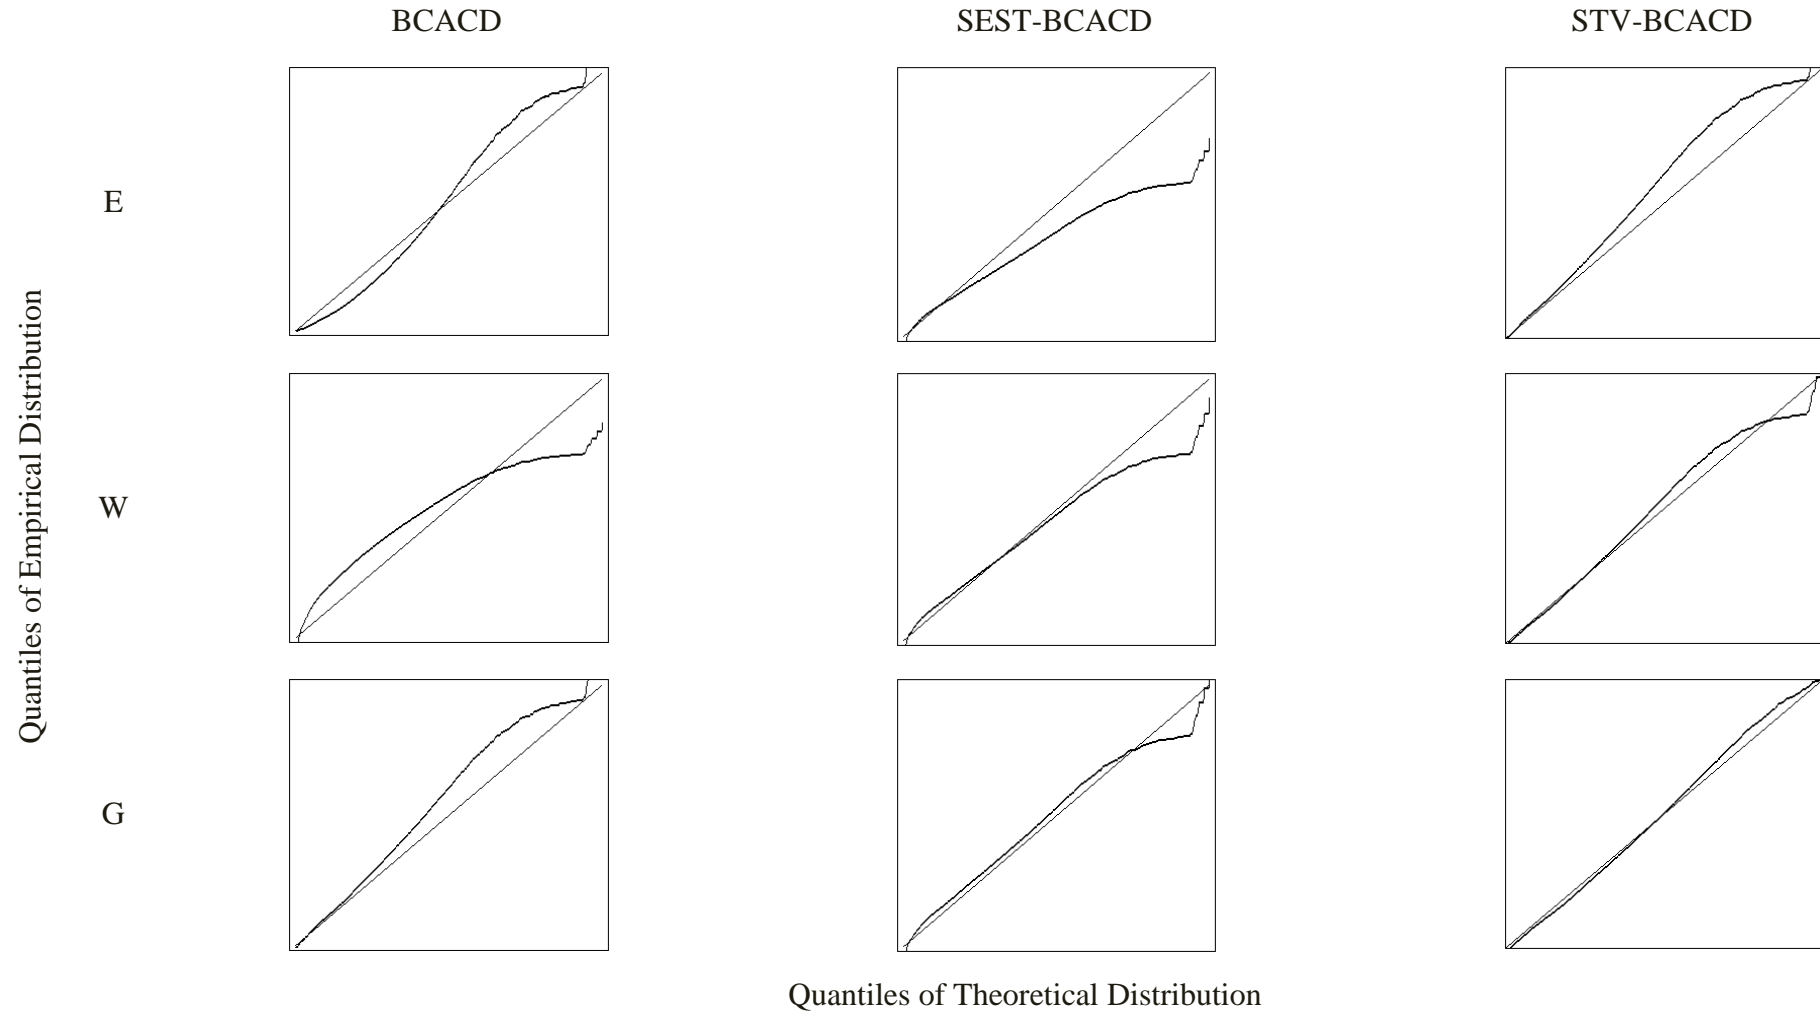 BCACD SEST-BCACD STV-BCACD
E
Quantiles of Empirical Distribution
W
G
Quantiles of Theoretical Distribution